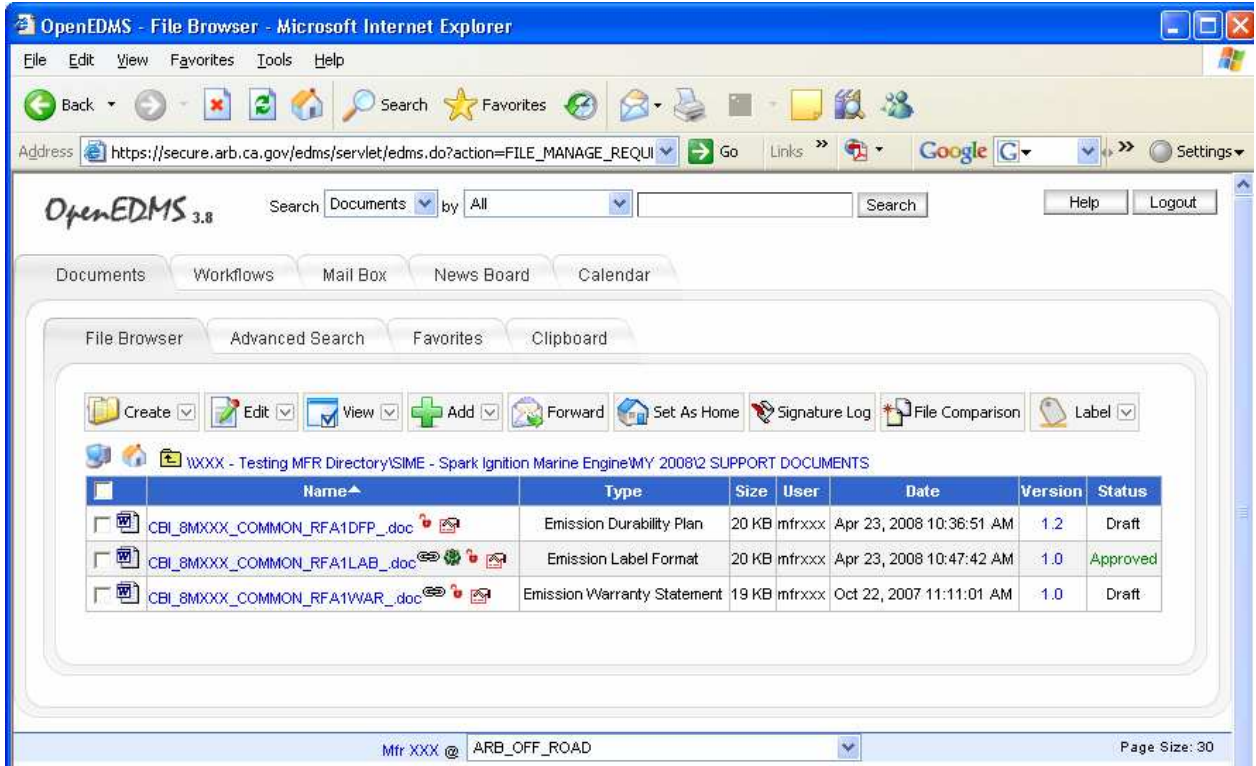 OpenEDMS - File Browser - Microsoft Internet Explorer
File Edit View Favorites Tools Help
Back Search Favorites
Address https://secure.arb.ca.gov/edms/servlet/edms.do?action=FILE_MANAGE_REQUI Go Links » Google G Settings
OpenEDMS 3.8 Search Documents by All Search Help Logout
Documents Workflows Mail Box News Board Calendar
File Browser Advanced Search Favorites Clipboard
Create Edit View Add Forward Set As Home Signature Log File Comparison Label
\\XXX - Testing MFR Directory\SIME - Spark Ignition Marine Engine\MY 2008\2 SUPPORT DOCUMENTS
Name Type Size User Date Version Status
CBI_8MXXX_COMMON_RFA1DFP_.doc Emission Durability Plan 20 KB mfrxxx Apr 23, 2008 10:36:51 AM 1.2 Draft
CBI_8MXXX_COMMON_RFA1LAB_.doc Emission Label Format 20 KB mfrxxx Apr 23, 2008 10:47:42 AM 1.0 Approved
CBI_8MXXX_COMMON_RFA1WAR_.doc Emission Warranty Statement 19 KB mfrxxx Oct 22, 2007 11:11:01 AM 1.0 Draft
Mfr XXX @ ARB_OFF_ROAD Page Size: 30